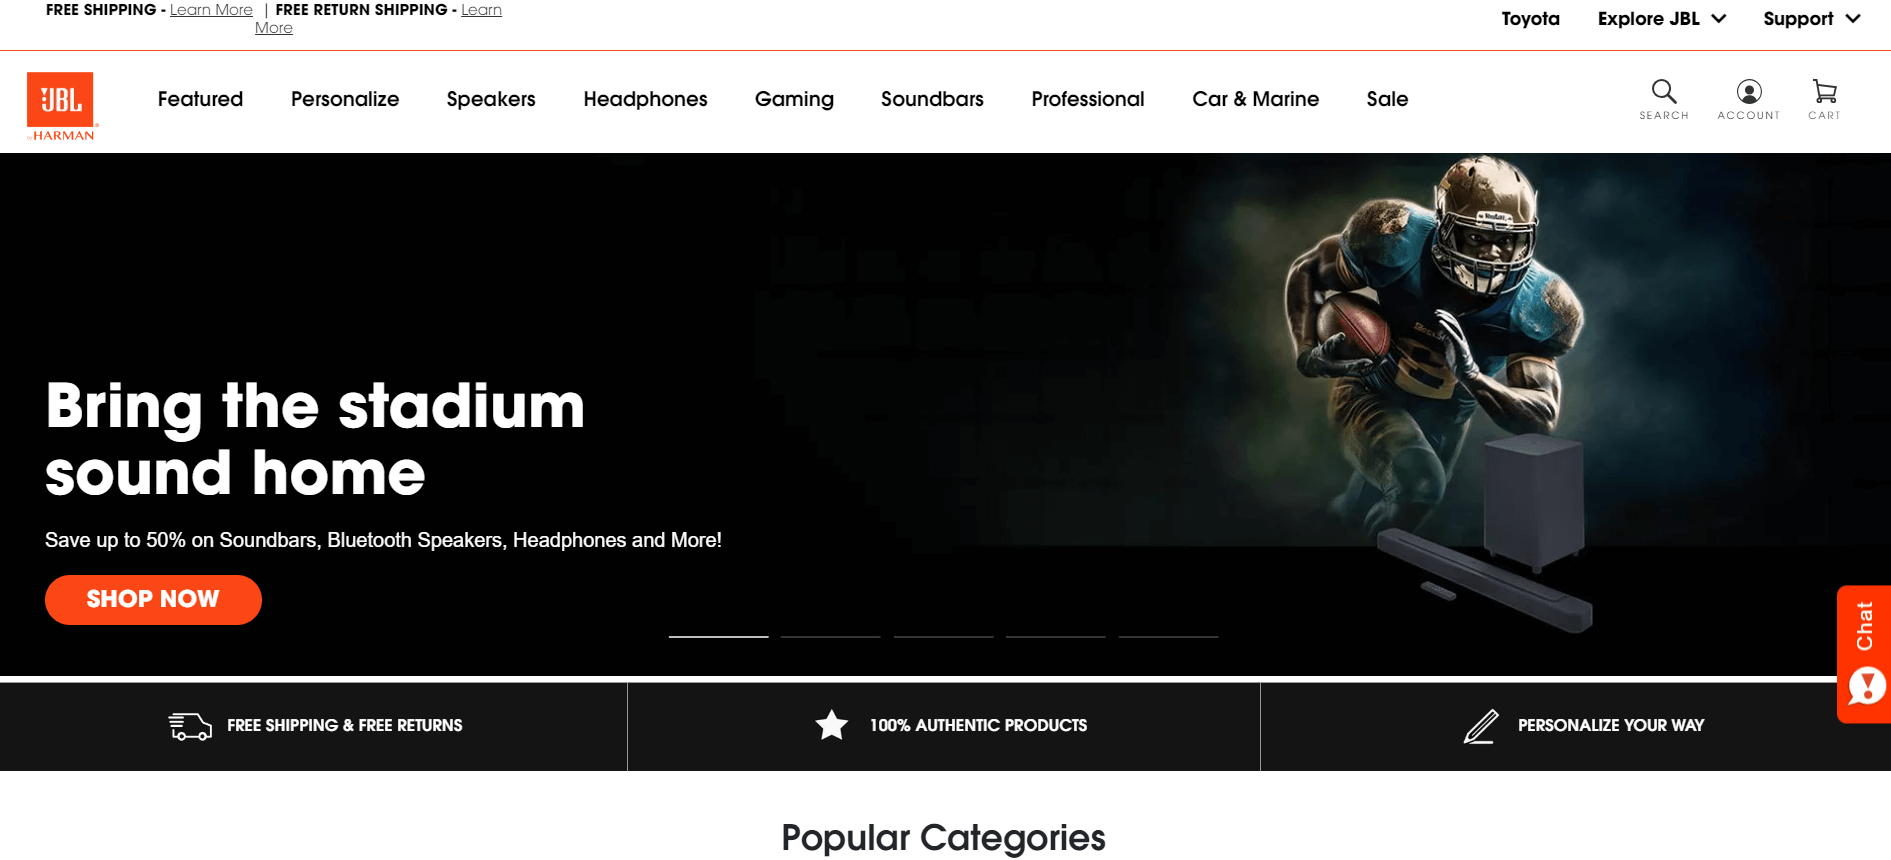 FREE SHIPPING - Learn More | FREE RETURN SHIPPING - Learn
More
Toyota Explore JBL Support
JBL
HARMAN
Featured Personalize Speakers Headphones Gaming Soundbars Professional Car & Marine Sale
SEARCH ACCOUNT CART
Bring the stadium
sound home
Save up to 50% on Soundbars, Bluetooth Speakers, Headphones and More!
SHOP NOW
Chat
FREE SHIPPING & FREE RETURNS
100% AUTHENTIC PRODUCTS
PERSONALIZE YOUR WAY
Popular Categories